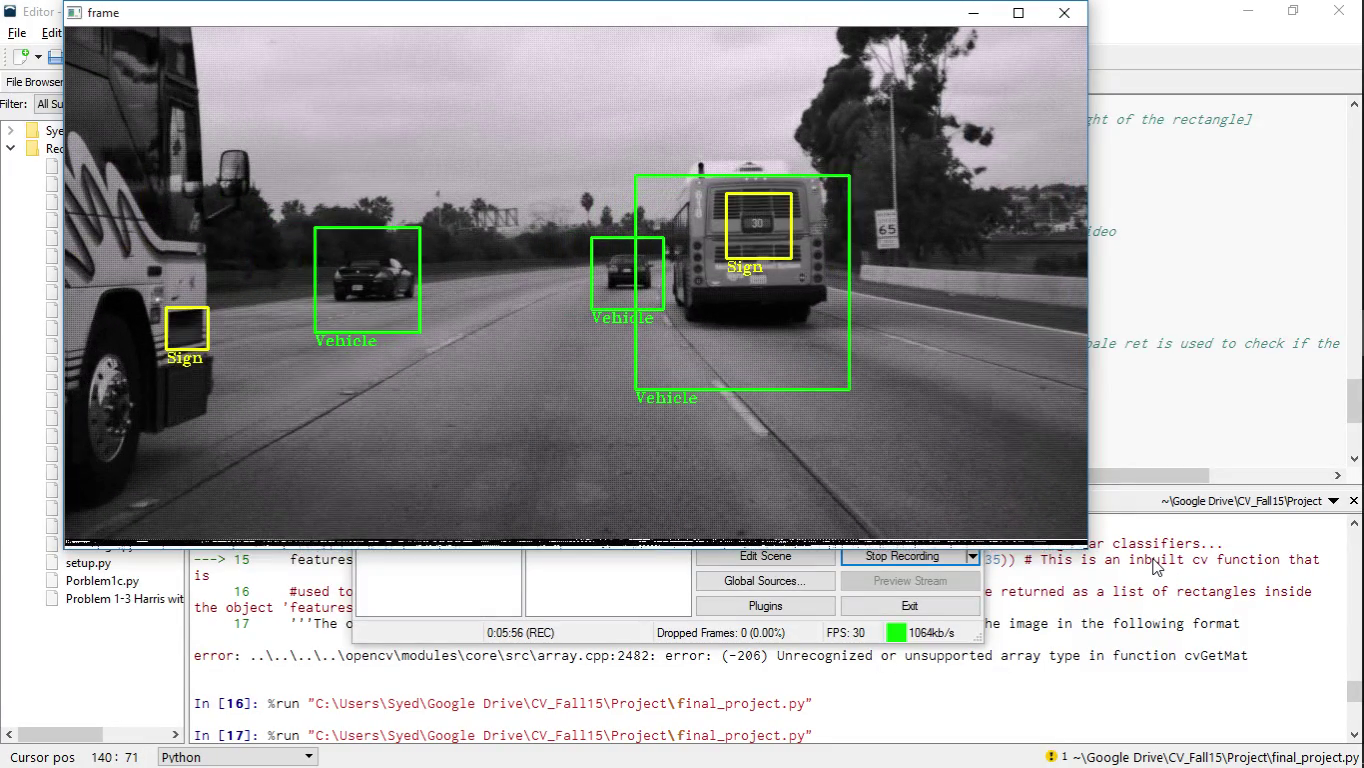 Editor -
frame
File Edit
File Browser
Filter: All Su
Sye
Rec
Vehicle
Vehicle
Vehicle
Sign
Sign
30
65
ght of the rectangle]
ideo
bale ret is used to check if the
setup.py
Porblem1c.py
Problem 1-3 Harris wit
~\Google Drive\CV_Fall15\Project
ar classifiers...
---> 15 features
35)) # This is an inbuilt cv function that
is
16 #used to
e returned as a list of rectangles inside
the object 'features
17 '''The o
he image in the following format
Edit Scene
Stop Recording
Global Sources...
Preview Stream
Plugins
Exit
0:05:56 (REC)
Dropped Frames: 0 (0.00%)
FPS: 30
1064kb/s
error: ..\..\..\..\opencv\modules\core\src\array.cpp:2482: error: (-206) Unrecognized or unsupported array type in function cvGetMat
In [16]: %run "C:\Users\Syed\Google Drive\CV_Fall15\Project\final_project.py"
In [17]: %run "C:\Users\Syed\Google Drive\CV_Fall15\Project\final_project.py"
Cursor pos 140: 71 Python
1 ~\Google Drive\CV_Fall15\Project\final_project.py